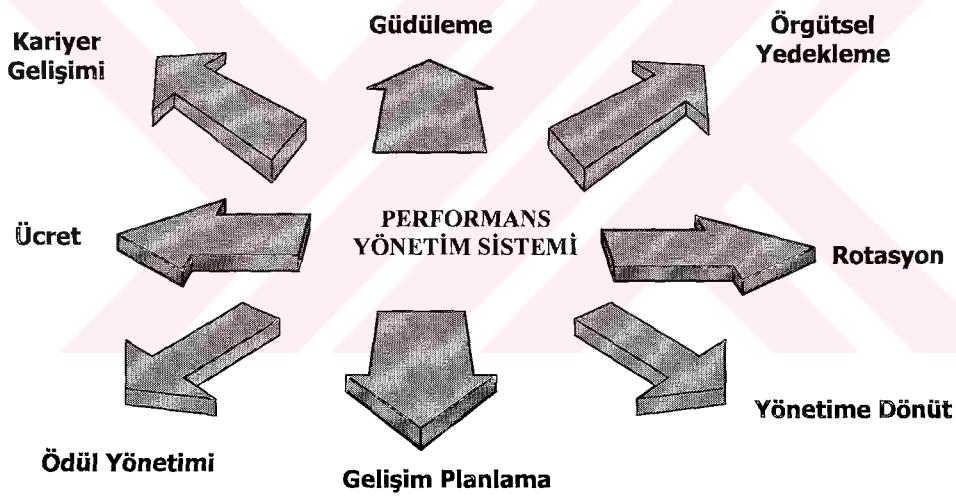 Kariyer
Gelişimi
Güdüleme
Örgütsel
Yedekleme
Ücret
PERFORMANS
YÖNETİM SİSTEMİ
Rotasyon
Ödül Yönetimi
Gelişim Planlama
Yönetime Dönüt